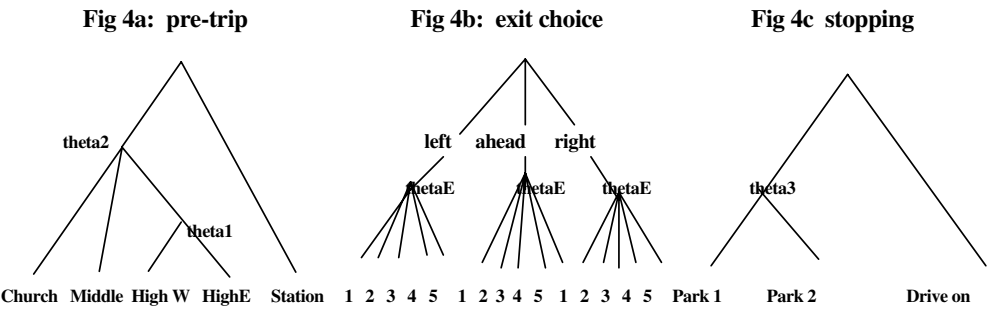 Fig 4a: pre-trip Fig 4b: exit choice Fig 4c stopping
theta2 left ahead right
thetaE thetaE thetaE theta3
theta1
Church Middle High W HighE Station 1 2 3 4 5 1 2 3 4 5 1 2 3 4 5 Park 1 Park 2 Drive on